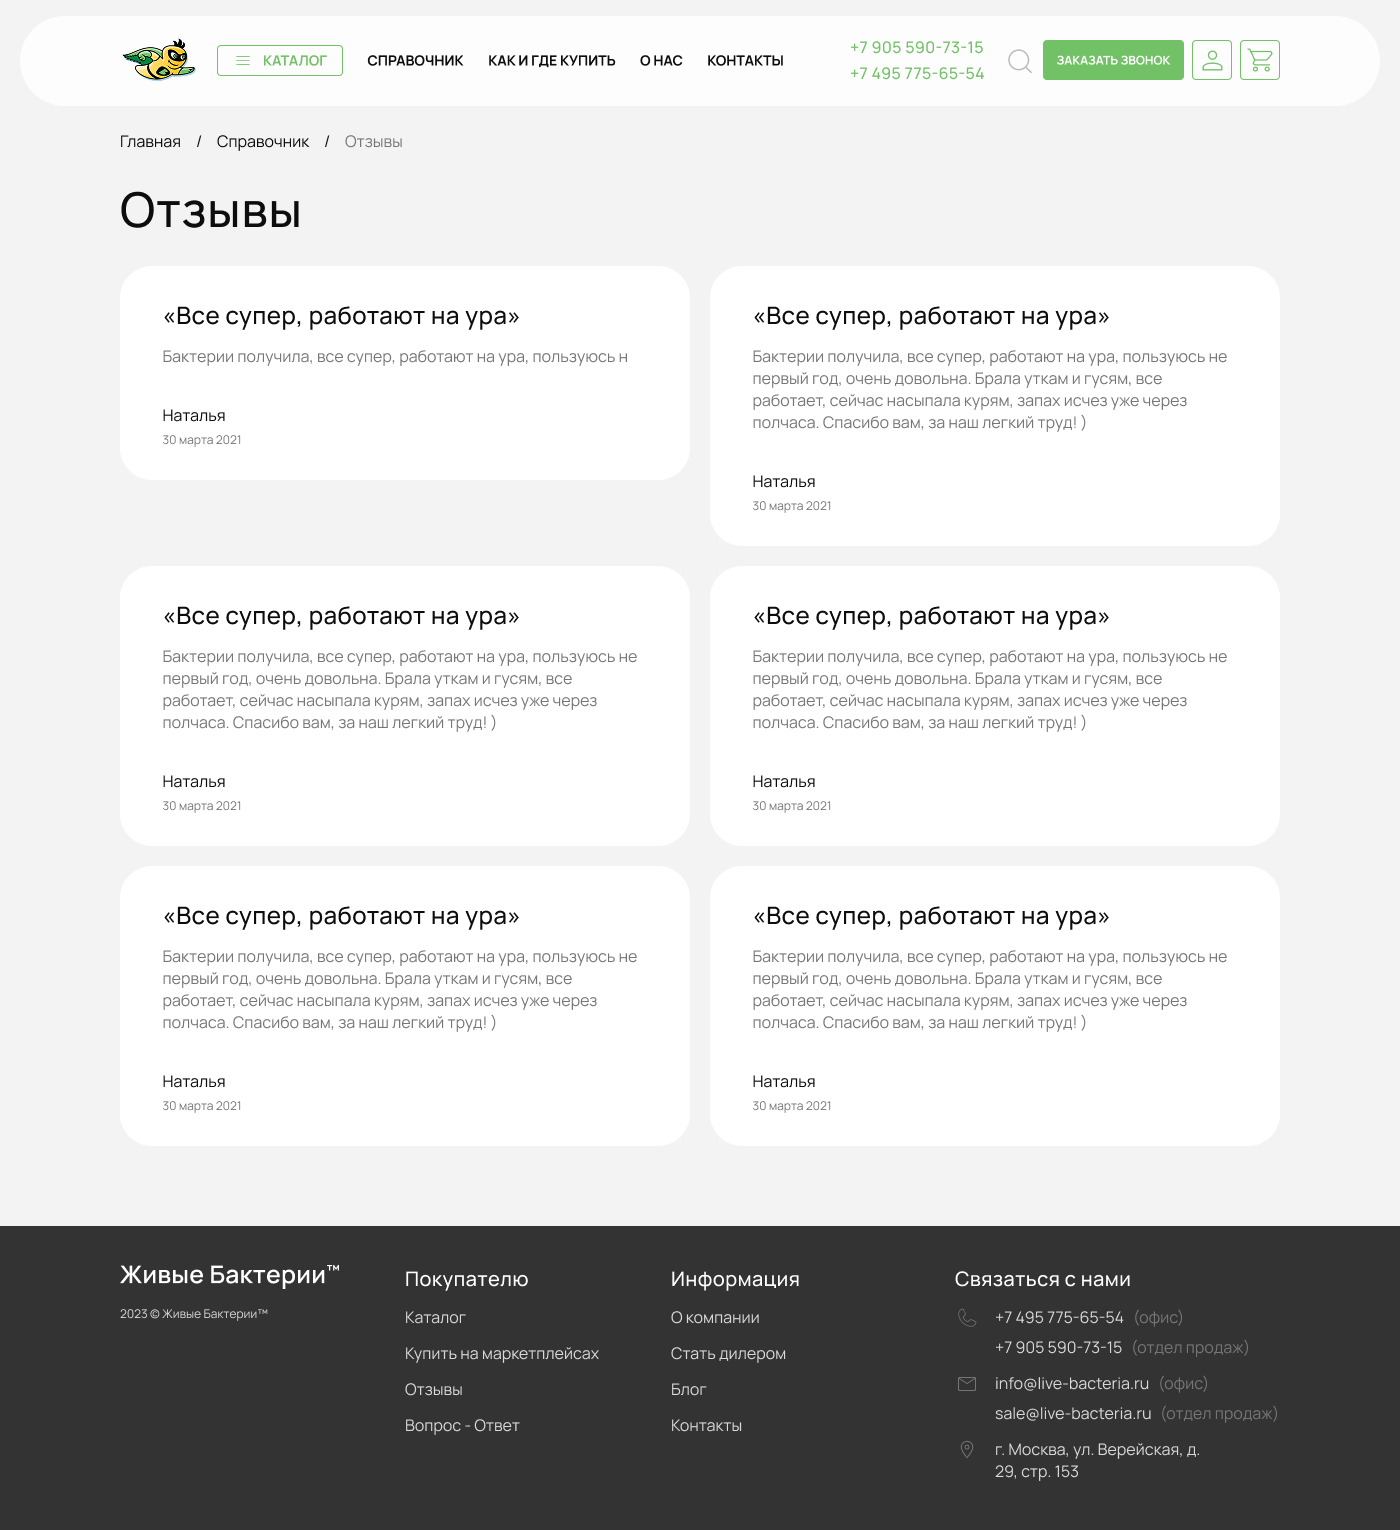 КАТАЛОГ
СПРАВОЧНИК
КАК И ГДЕ КУПИТЬ
О НАС
КОНТАКТЫ
+7 905 590-73-15
+7 495 775-65-54
ЗАКАЗАТЬ ЗВОНОК
Главная / Справочник / Отзывы
Отзывы
«Все супер, работают на ура»
Бактерии получила, все супер, работают на ура, пользуюсь н
Наталья
30 марта 2021
«Все супер, работают на ура»
Бактерии получила, все супер, работают на ура, пользуюсь не
первый год, очень довольна. Брала уткам и гусям, все
работает, сейчас насыпала курям, запах исчез уже через
полчаса. Спасибо вам, за наш легкий труд! )
Наталья
30 марта 2021
«Все супер, работают на ура»
Бактерии получила, все супер, работают на ура, пользуюсь не
первый год, очень довольна. Брала уткам и гусям, все
работает, сейчас насыпала курям, запах исчез уже через
полчаса. Спасибо вам, за наш легкий труд! )
Наталья
30 марта 2021
«Все супер, работают на ура»
Бактерии получила, все супер, работают на ура, пользуюсь не
первый год, очень довольна. Брала уткам и гусям, все
работает, сейчас насыпала курям, запах исчез уже через
полчаса. Спасибо вам, за наш легкий труд! )
Наталья
30 марта 2021
«Все супер, работают на ура»
Бактерии получила, все супер, работают на ура, пользуюсь не
первый год, очень довольна. Брала уткам и гусям, все
работает, сейчас насыпала курям, запах исчез уже через
полчаса. Спасибо вам, за наш легкий труд! )
Наталья
30 марта 2021
«Все супер, работают на ура»
Бактерии получила, все супер, работают на ура, пользуюсь не
первый год, очень довольна. Брала уткам и гусям, все
работает, сейчас насыпала курям, запах исчез уже через
полчаса. Спасибо вам, за наш легкий труд! )
Наталья
30 марта 2021
Живые Бактерии™
2023 © Живые Бактерии™
Покупателю
Каталог
Купить на маркетплейсах
Отзывы
Вопрос - Ответ
Информация
О компании
Стать дилером
Блог
Контакты
Связаться с нами
+7 495 775-65-54 (офис)
+7 905 590-73-15 (отдел продаж)
info@live-bacteria.ru (офис)
sale@live-bacteria.ru (отдел продаж)
г. Москва, ул. Верейская, д.
29, стр. 153